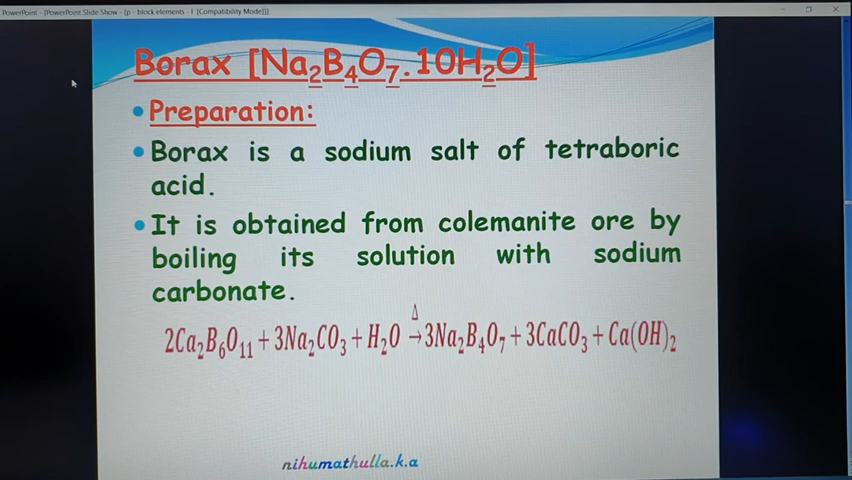 PowerPoint - [PowerPoint Slide Show - [p - block elements - I [Compatibility Mode]]]
Borax [Na₂B₄O₇.10H₂O]
• Preparation:
• Borax is a sodium salt of tetraboric
acid.
• It is obtained from colemanite ore by
boiling its solution with sodium
carbonate.
2Ca₂B₆O₁₁ + 3Na₂CO₃ + H₂O →^Δ 3Na₂B₄O₇ + 3CaCO₃ + Ca(OH)₂
nihumathulla.k.a